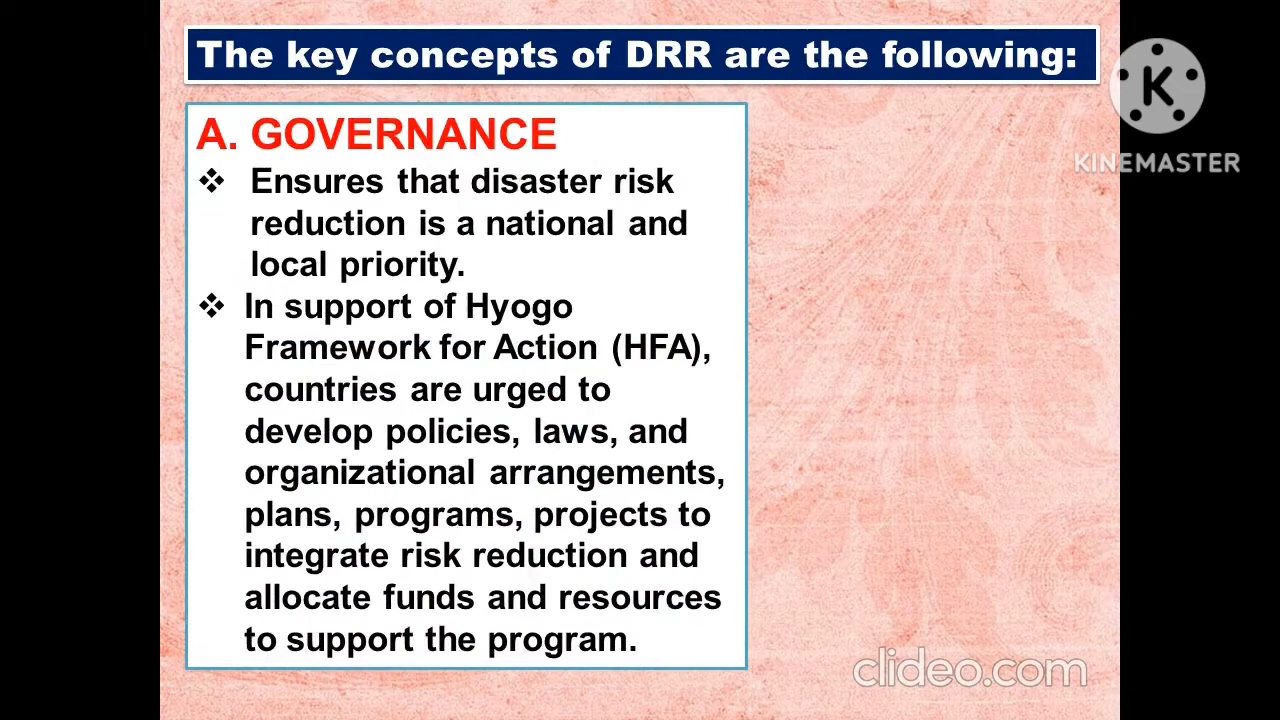 The key concepts of DRR are the following:
K
KINEMASTER
A. GOVERNANCE
❖ Ensures that disaster risk
reduction is a national and
local priority.
❖ In support of Hyogo
Framework for Action (HFA),
countries are urged to
develop policies, laws, and
organizational arrangements,
plans, programs, projects to
integrate risk reduction and
allocate funds and resources
to support the program.
clideo.com